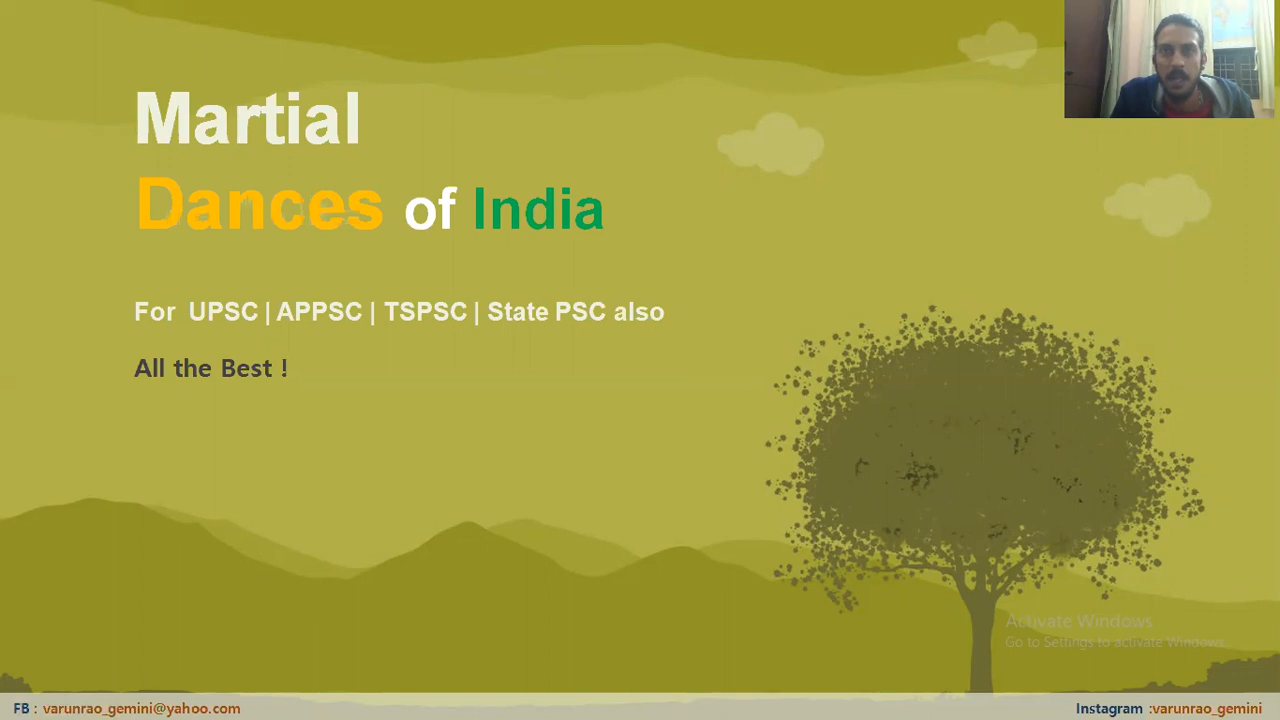 Martial
Dances of India
For UPSC | APPSC | TSPSC | State PSC also
All the Best !
Activate Windows
Go to Settings to activate Windows.
FB : varunrao_gemini@yahoo.com
Instagram :varunrao_gemini